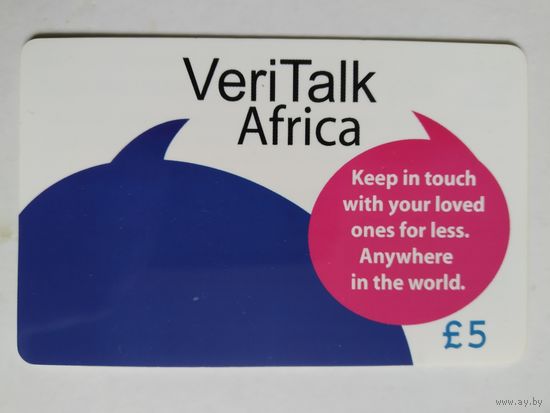 VeriTalk
Africa
Keep in touch
with your loved
ones for less.
Anywhere
in the world.
£5
www.ay.by